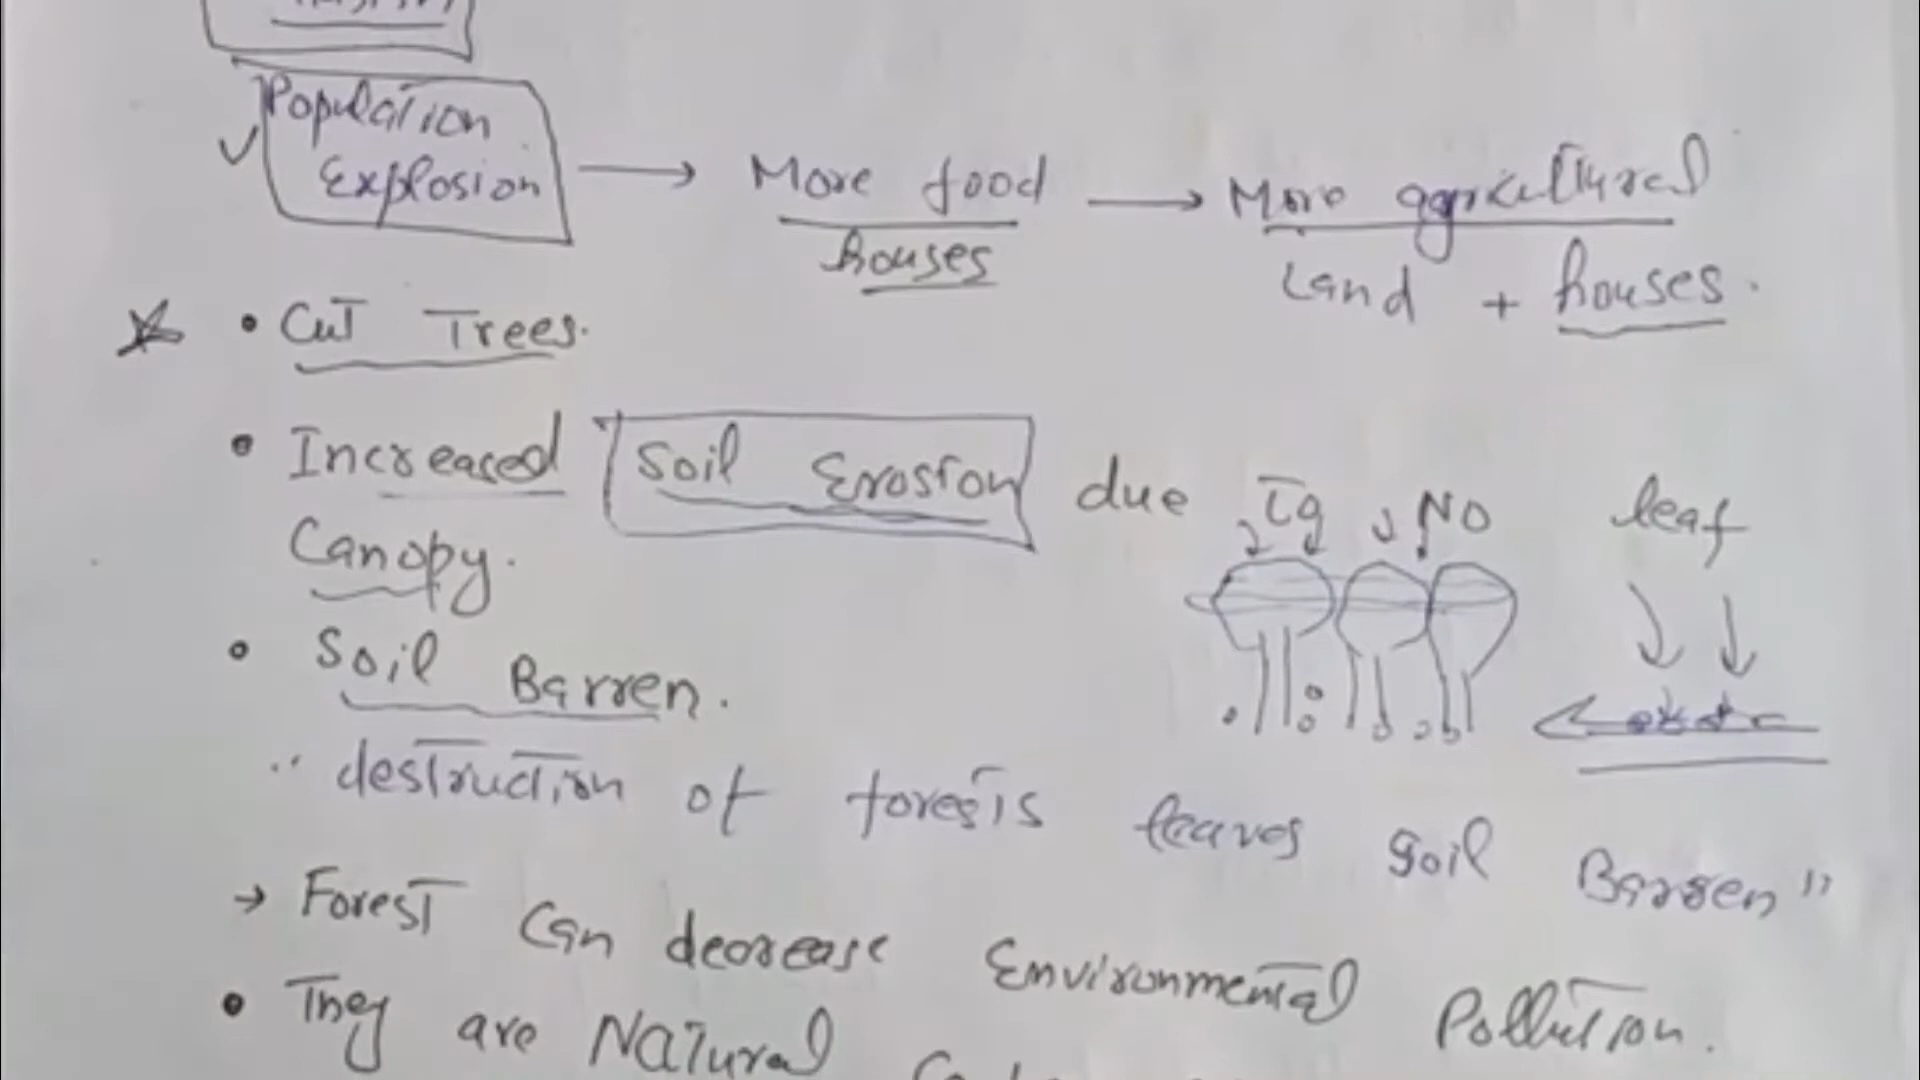 Population
Explosion → More food → More agricultural
houses
Land + houses.
• Cut Trees.
• Increased Soil Erosion due To NO leaf
Canopy.
• Soil Barren.
" destruction of forests leaves soil Barren"
→ Forest Can decrease Environmental Pollution.
• They are Natural